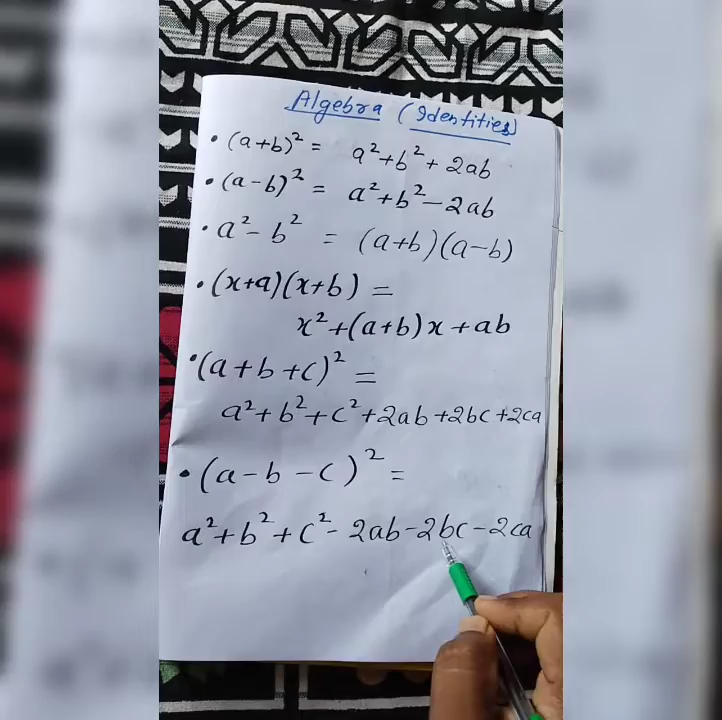 Algebra (Identities)
• (a+b)² = a²+b²+2ab
• (a-b)² = a²+b²-2ab
• a²-b² = (a+b)(a-b)
• (x+a)(x+b) =
x²+(a+b)x+ab
• (a+b+c)² =
a²+b²+c²+2ab+2bc+2ca
• (a-b-c)² =
a²+b²+c²-2ab-2bc-2ca